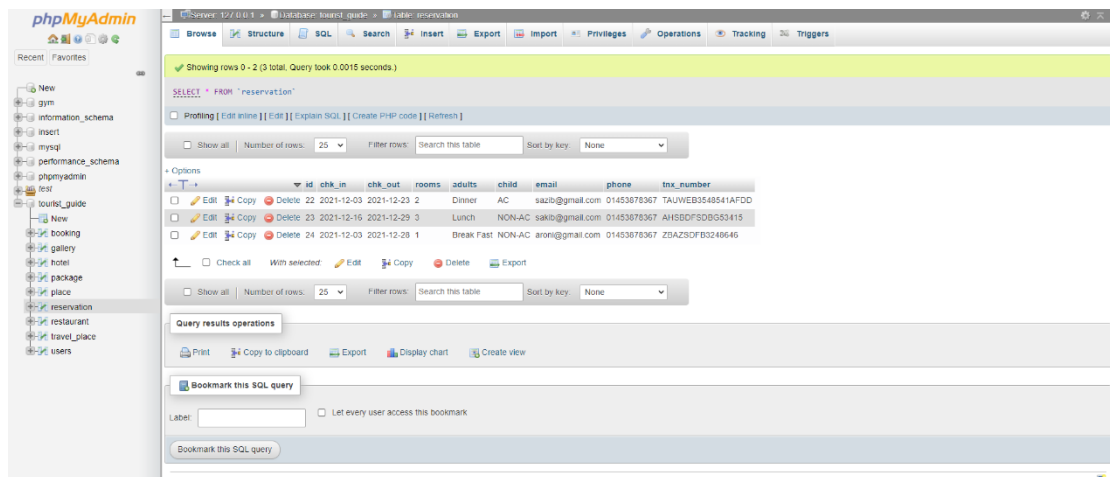 phpMyAdmin
Recent Favorites
New
gym
information_schema
insert
mysql
performance_schema
phpmyadmin
test
tourist_guide
New
booking
gallery
hotel
package
place
reservation
restaurant
travel_place
users
Server: 127.0.0.1 » Database: tourist_guide » Table: reservation
Browse Structure SQL Search Insert Export Import Privileges Operations Tracking Triggers
Showing rows 0 - 2 (3 total, Query took 0.0015 seconds.)
SELECT * FROM `reservation`
Profiling [ Edit inline ] [ Edit ] [ Explain SQL ] [ Create PHP code ] [ Refresh ]
Show all Number of rows: 25 Filter rows: Search this table Sort by key: None
+ Options
id chk_in chk_out rooms adults child email phone tnx_number
Edit Copy Delete 22 2021-12-03 2021-12-23 2 Dinner AC sazib@gmail.com 01453878367 TAUWEB3548541AFDD
Edit Copy Delete 23 2021-12-16 2021-12-29 3 Lunch NON-AC sakib@gmail.com 01453878367 AHSBDFSDBG53415
Edit Copy Delete 24 2021-12-03 2021-12-28 1 Break Fast NON-AC aroni@gmail.com 01453878367 ZBAZSDFB3248646
Check all With selected: Edit Copy Delete Export
Show all Number of rows: 25 Filter rows: Search this table Sort by key: None
Query results operations
Print Copy to clipboard Export Display chart Create view
Bookmark this SQL query
Label: Let every user access this bookmark
Bookmark this SQL query